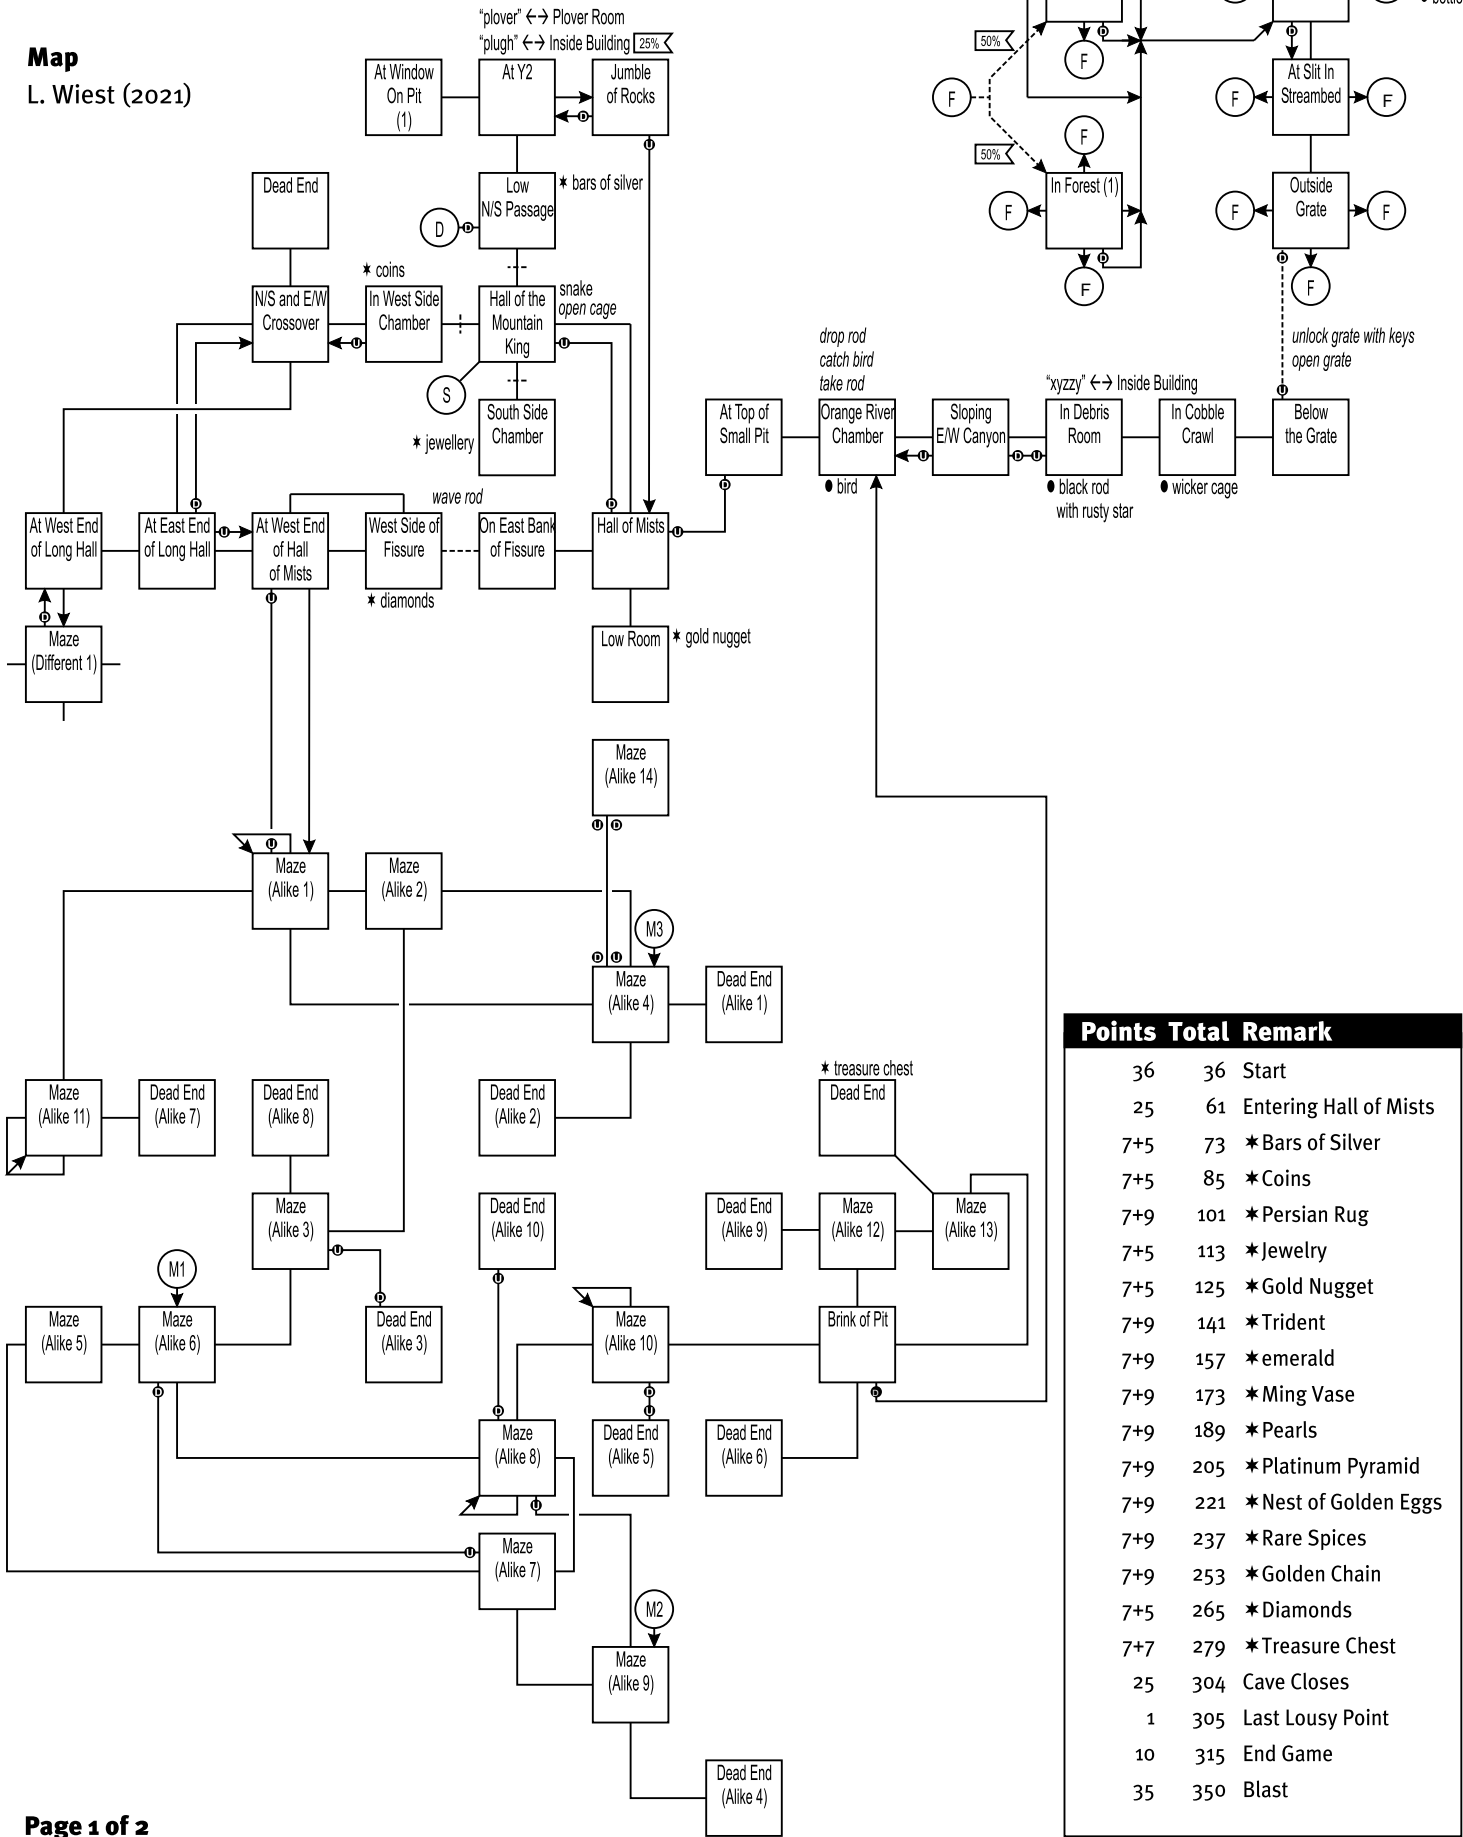 Map
L. Wiest (2021)
"plover" <-> Plover Room
"plugh" <-> Inside Building
25%
At Window
On Pit
(1)
At Y2
Jumble
of Rocks
D
U
Dead End
Low
N/S Passage
✶ bars of silver
D
D
✶ coins
N/S and E/W
Crossover
In West Side
Chamber
Hall of the
Mountain
King
snake
open cage
U
U
S
South Side
Chamber
✶ jewellery
50%
50%
F
F
F
F
F
D
In Forest (1)
D
D
At Slit In
Streambed
F
F
Outside
Grate
F
F
D
F
unlock grate with keys
open grate
U
drop rod
catch bird
take rod
"xyzzy" <-> Inside Building
At Top of
Small Pit
Orange River
Chamber
Sloping
E/W Canyon
In Debris
Room
In Cobble
Crawl
Below
the Grate
U
D
U
D
● bird
● black rod
with rusty star
● wicker cage
wave rod
D
D
At West End
of Long Hall
At East End
of Long Hall
U
At West End
of Hall
of Mists
West Side of
Fissure
On East Bank
of Fissure
Hall of Mists
U
✶ diamonds
D
U
Maze
(Different 1)
Low Room
✶ gold nugget
Maze
(Alike 14)
U
D
U
Maze
(Alike 1)
Maze
(Alike 2)
M3
D
U
Maze
(Alike 4)
Dead End
(Alike 1)
✶ treasure chest
Maze
(Alike 11)
Dead End
(Alike 7)
Dead End
(Alike 8)
Dead End
(Alike 2)
Dead End
Maze
(Alike 3)
Dead End
(Alike 10)
Dead End
(Alike 9)
Maze
(Alike 12)
Maze
(Alike 13)
M1
U
D
U
Maze
(Alike 5)
Maze
(Alike 6)
Dead End
(Alike 3)
Maze
(Alike 10)
Brink of Pit
D
D
D
U
D
Maze
(Alike 8)
Dead End
(Alike 5)
Dead End
(Alike 6)
U
U
Maze
(Alike 7)
M2
Maze
(Alike 9)
Dead End
(Alike 4)
Points Total Remark
36 36 Start
25 61 Entering Hall of Mists
7+5 73 ✶Bars of Silver
7+5 85 ✶Coins
7+9 101 ✶Persian Rug
7+5 113 ✶Jewelry
7+5 125 ✶Gold Nugget
7+9 141 ✶Trident
7+9 157 ✶emerald
7+9 173 ✶Ming Vase
7+9 189 ✶Pearls
7+9 205 ✶Platinum Pyramid
7+9 221 ✶Nest of Golden Eggs
7+9 237 ✶Rare Spices
7+9 253 ✶Golden Chain
7+5 265 ✶Diamonds
7+7 279 ✶Treasure Chest
25 304 Cave Closes
1 305 Last Lousy Point
10 315 End Game
35 350 Blast
Page 1 of 2